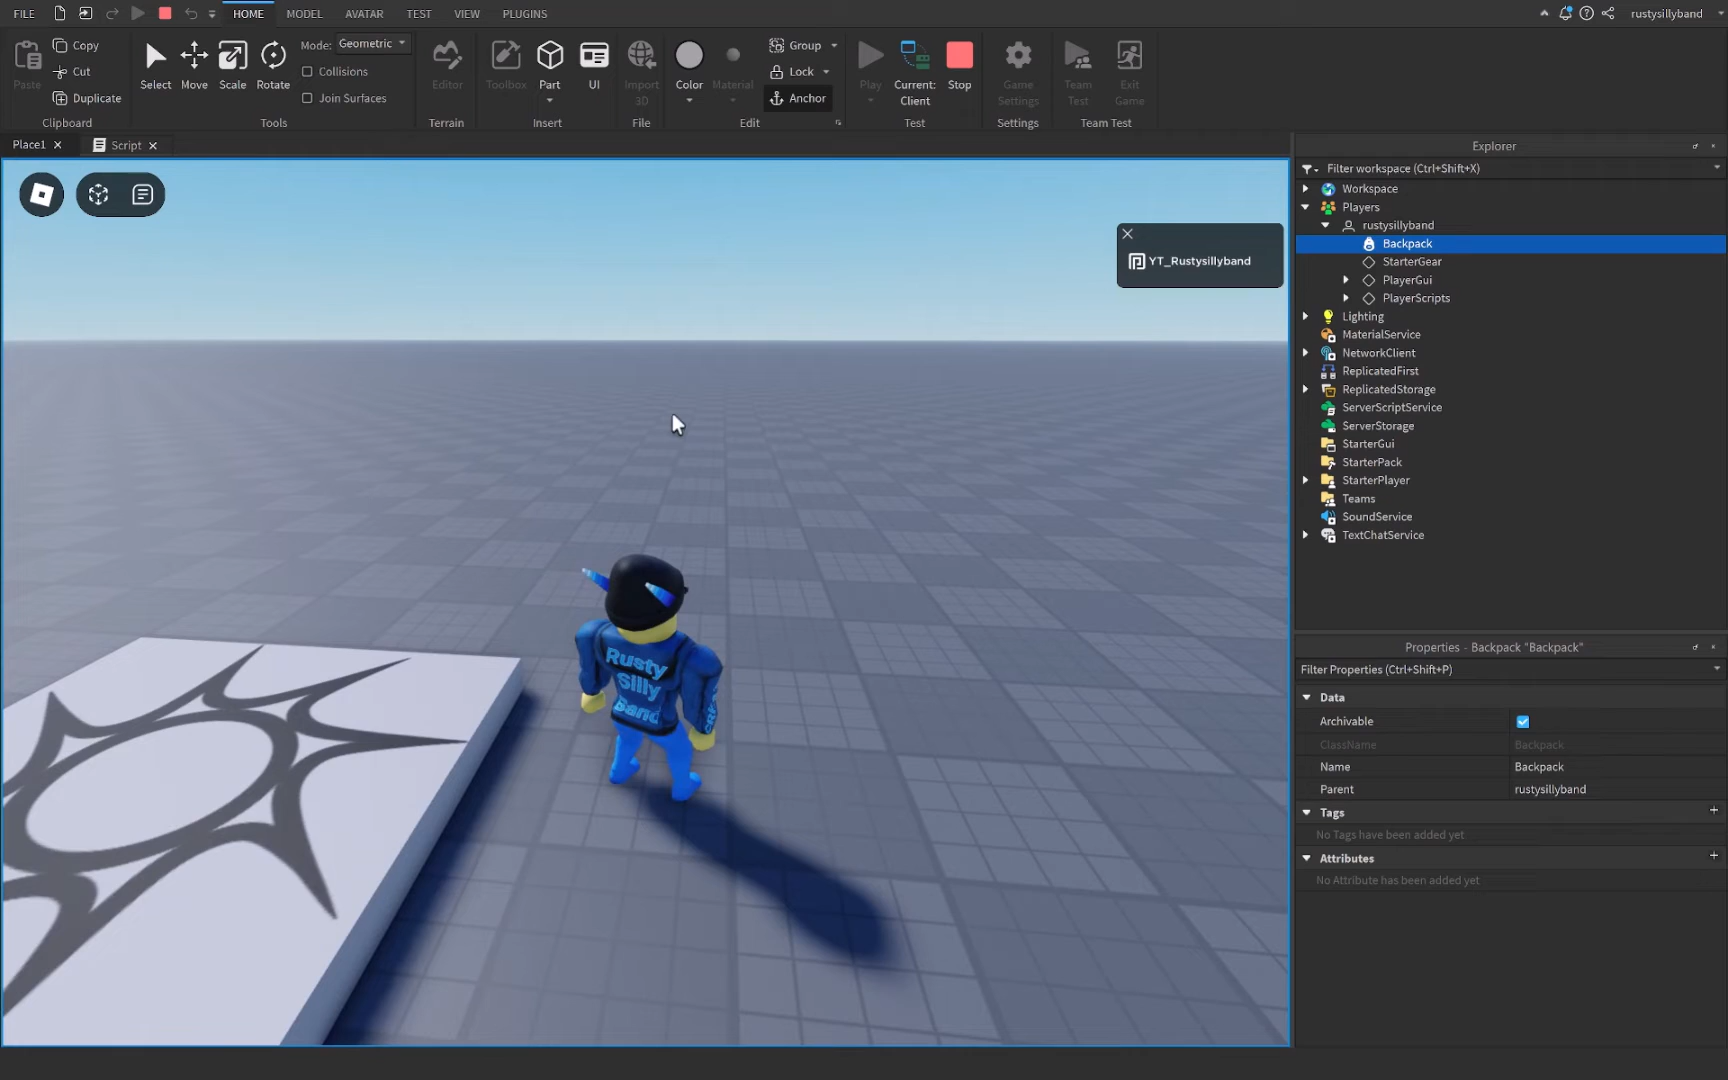 FILE
HOME
MODEL
AVATAR
TEST
VIEW
PLUGINS
rustysillyband
Paste
Copy
Cut
Duplicate
Clipboard
Select
Move
Scale
Rotate
Mode: Geometric
Collisions
Join Surfaces
Tools
Editor
Terrain
Toolbox
Part
UI
Insert
Import
3D
File
Color
Material
Group
Lock
Anchor
Edit
Play
Current:
Client
Stop
Test
Game
Settings
Settings
Team
Test
Exit
Game
Team Test
Place1
Script
YT_Rustysillyband
Rusty
Silly
Band
Explorer
Filter workspace (Ctrl+Shift+X)
Workspace
Players
rustysillyband
Backpack
StarterGear
PlayerGui
PlayerScripts
Lighting
MaterialService
NetworkClient
ReplicatedFirst
ReplicatedStorage
ServerScriptService
ServerStorage
StarterGui
StarterPack
StarterPlayer
Teams
SoundService
TextChatService
Properties - Backpack "Backpack"
Filter Properties (Ctrl+Shift+P)
Data
Archivable
ClassName Backpack
Name Backpack
Parent rustysillyband
Tags
No Tags have been added yet
Attributes
No Attribute has been added yet